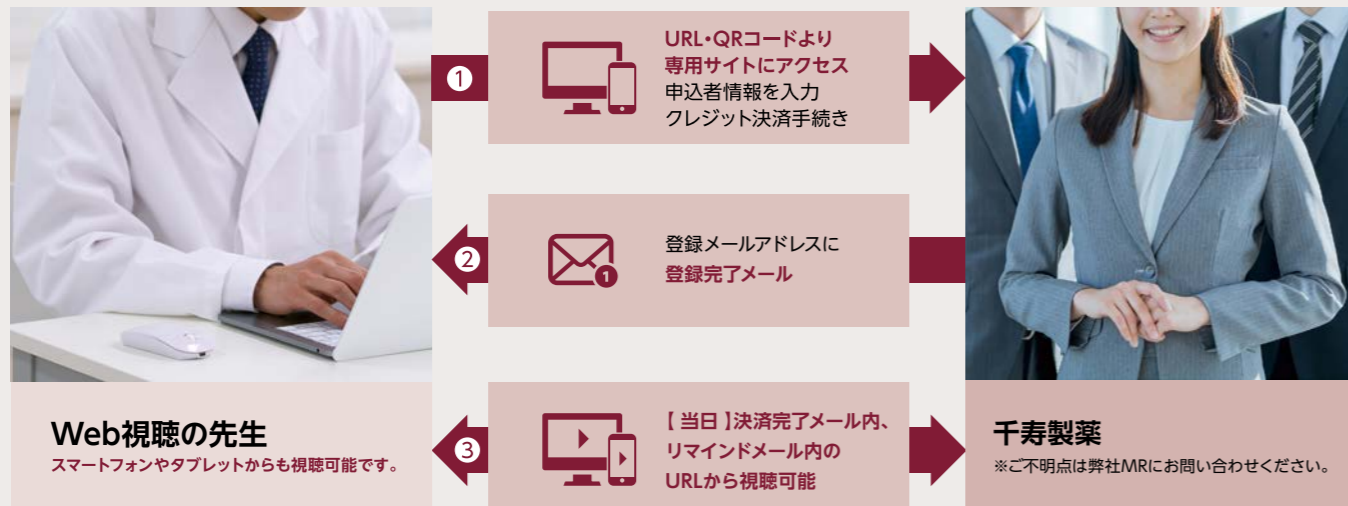 1
URL・QRコードより
専用サイトにアクセス
申込者情報を入力
クレジット決済手続き
2
1
登録メールアドレスに
登録完了メール
3
【 当日 】決済完了メール内、
リマインドメール内の
URLから視聴可能
Web視聴の先生
スマートフォンやタブレットからも視聴可能です。
千寿製薬
※ご不明点は弊社MRにお問い合わせください。